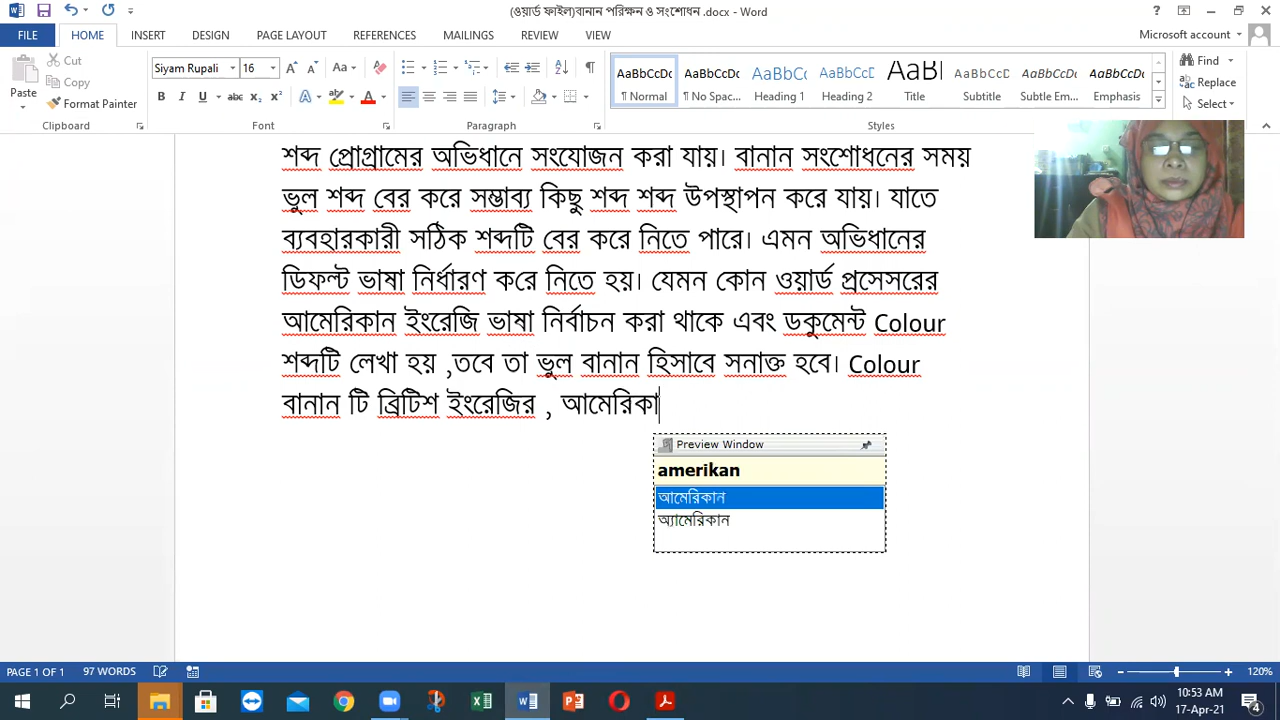 (ওয়ার্ড ফাইল)বানান পরিক্ষন ও সংশোধন .docx - Word
FILE HOME INSERT DESIGN PAGE LAYOUT REFERENCES MAILINGS REVIEW VIEW Microsoft account
Cut
Copy
Format Painter
Paste
Siyam Rupali 16
AaBbCcDc AaBbCcDc AaBbCc AaBbCcC AaBl AaBbCcC AaBbCcDc AaBbCcDc
¶ Normal ¶ No Spac... Heading 1 Heading 2 Title Subtitle Subtle Em... Emphasis
Find
Replace
Select
Clipboard Font Paragraph Styles
শব্দ প্রোগ্রামের অভিধানে সংযোজন করা যায়। বানান সংশোধনের সময়
ভুল শব্দ বের করে সম্ভাব্য কিছু শব্দ শব্দ উপস্থাপন করে যায়। যাতে
ব্যবহারকারী সঠিক শব্দটি বের করে নিতে পারে। এমন অভিধানের
ডিফল্ট ভাষা নির্ধারণ করে নিতে হয়। যেমন কোন ওয়ার্ড প্রসেসরের
আমেরিকান ইংরেজি ভাষা নির্বাচন করা থাকে এবং ডকুমেন্ট Colour
শব্দটি লেখা হয় ,তবে তা ভুল বানান হিসাবে সনাক্ত হবে। Colour
বানান টি ব্রিটিশ ইংরেজির , আমেরিকা
Preview Window
amerikan
আমেরিকান
অ্যামেরিকান
PAGE 1 OF 1 97 WORDS 120%
10:53 AM
17-Apr-21
4